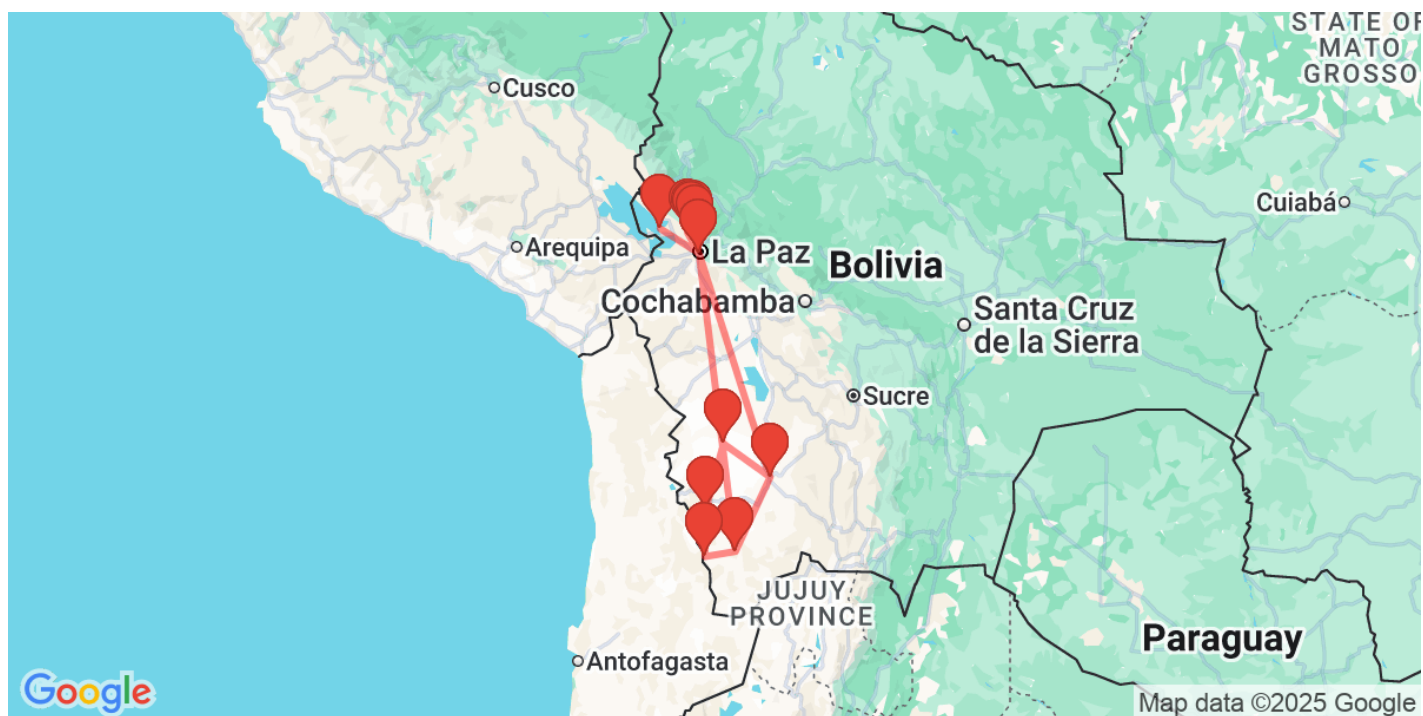 STATE OF
MATO
GROSSO
Cusco
Cuiabá
Arequipa
La Paz
Bolivia
Cochabamba
Santa Cruz
de la Sierra
Sucre
JUJUY
PROVINCE
Paraguay
Antofagasta
Google
Map data ©2025 Google